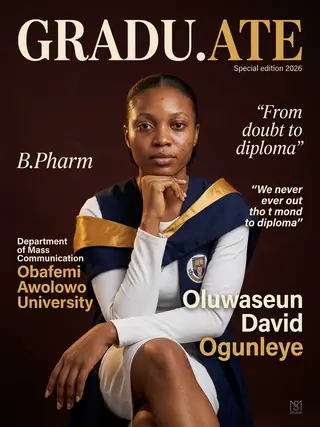 GRADU.ATE
Special edition 2026
“From
doubt to
diploma”
B.Pharm
“We never
ever out
tho t mond
to diploma”
Department
of Mass
Communication
Obafemi
Awolowo
University
Oluwaseun
David
Ogunleye